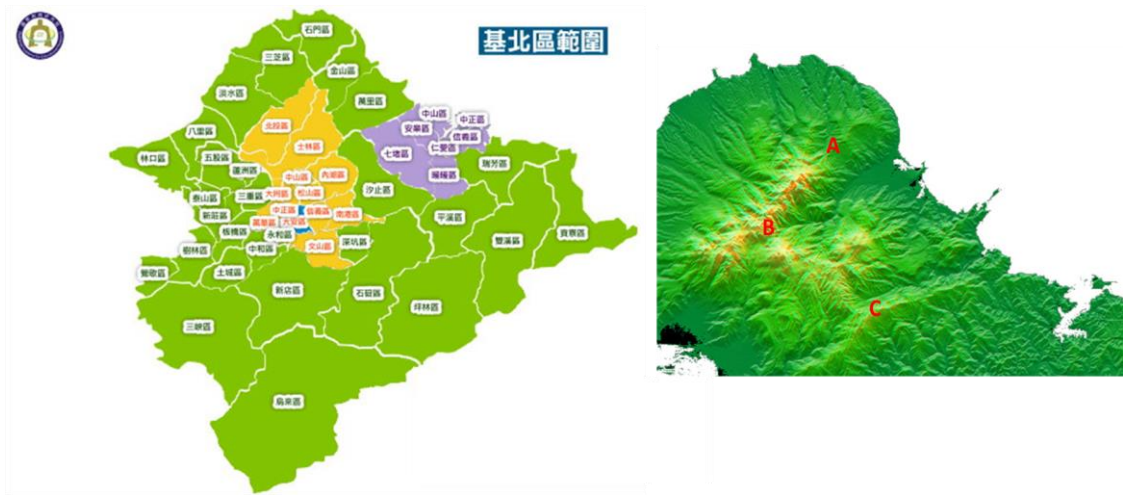 基北區範圍
石門區
三芝區
金山區
淡水區
萬里區
中山區
中正區
八里區
北投區
安樂區
信義區
林口區
五股區
士林區
七堵區
仁愛區
瑞芳區
蘆洲區
中山區
內湖區
暖暖區
泰山區
三重區
大同區
松山區
汐止區
新莊區
中正區
信義區
南港區
平溪區
貢寮區
板橋區
萬華區
大安區
雙溪區
樹林區
永和區
中和區
文山區
深坑區
鶯歌區
土城區
新店區
石碇區
坪林區
三峽區
烏來區
A
B
C